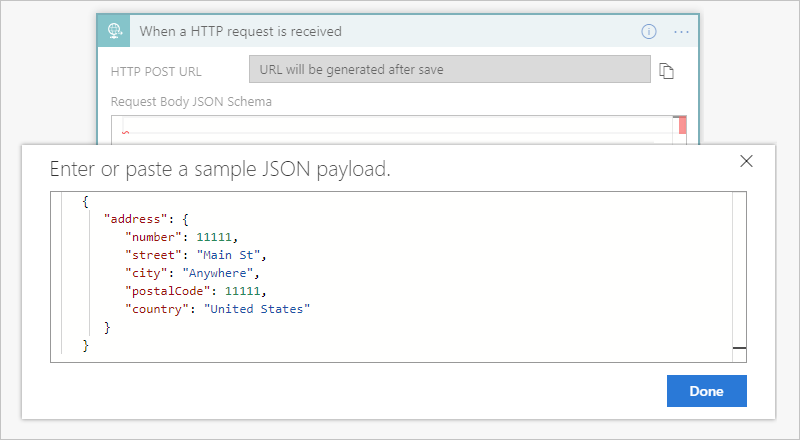 When a HTTP request is received
HTTP POST URL
URL will be generated after save
Request Body JSON Schema
Enter or paste a sample JSON payload.
{
"address": {
"number": 11111,
"street": "Main St",
"city": "Anywhere",
"postalCode": 11111,
"country": "United States"
}
}
Done